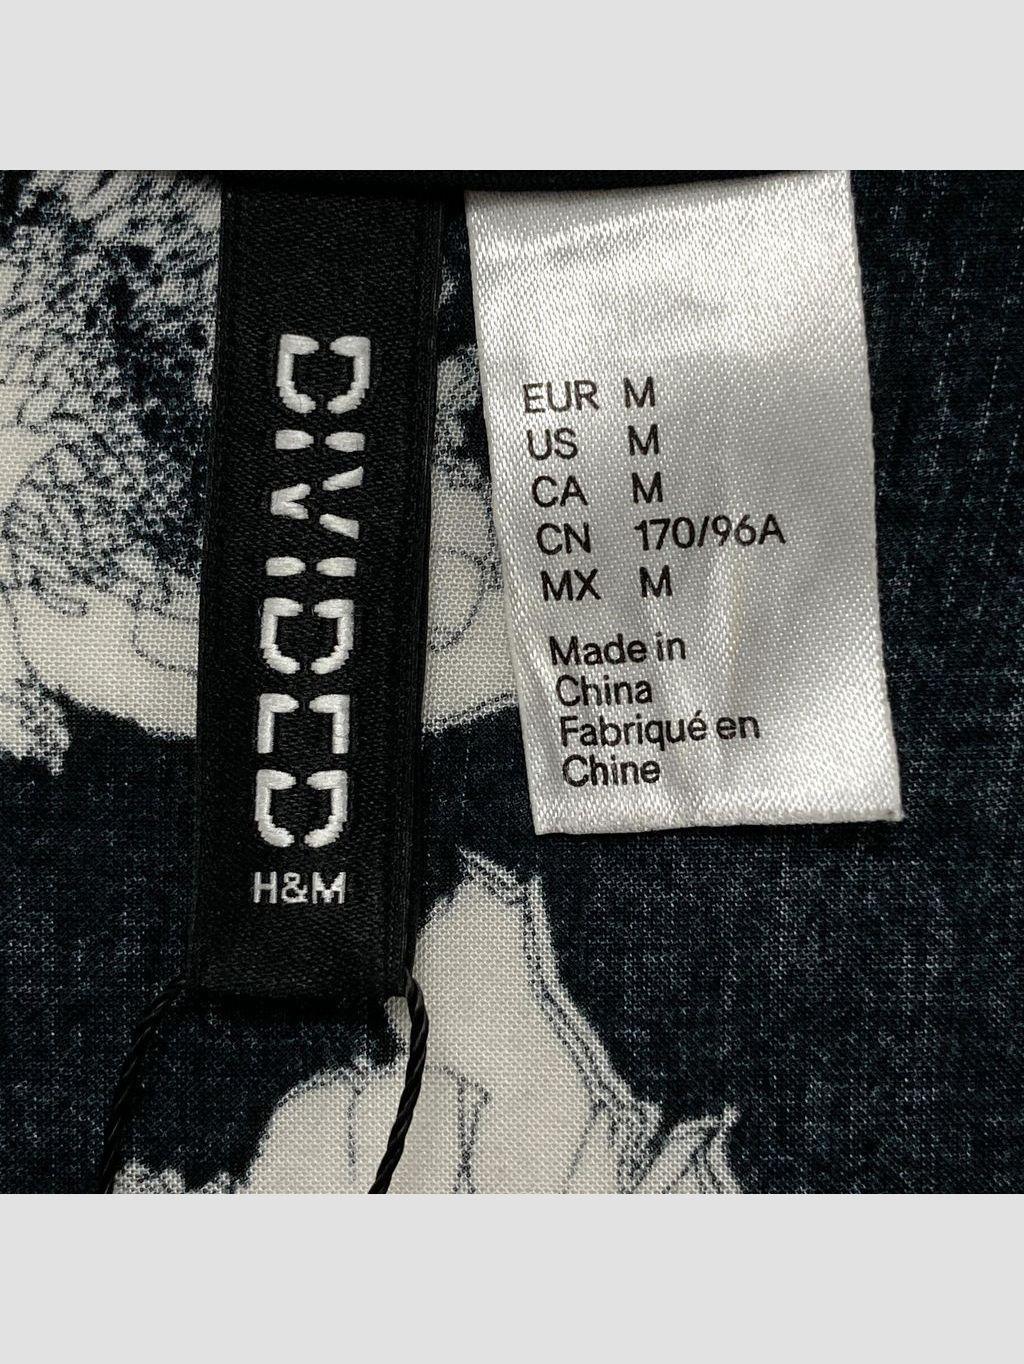 DIVIDED
H&M
EUR M
US M
CA M
CN 170/96A
MX M
Made in
China
Fabriqué en
Chine